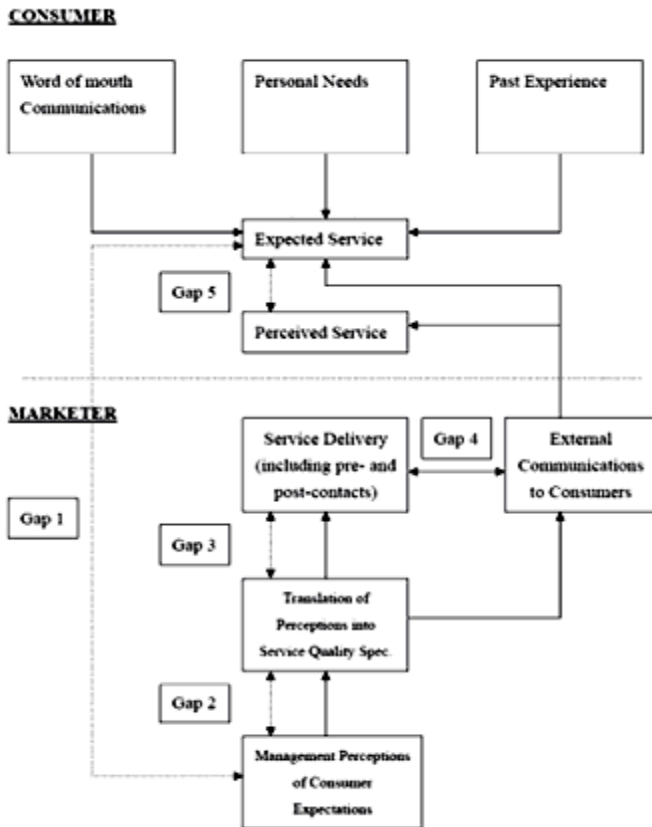 CONSUMER
Word of mouth
Communications
Personal Needs
Past Experience
Expected Service
Gap 5
Perceived Service
MARKETER
Service Delivery
(including pre- and
post-contacts)
Gap 4
External
Communications
to Consumers
Gap 1
Gap 3
Translation of
Perceptions into
Service Quality Spec.
Gap 2
Management Perceptions
of Consumer
Expectations